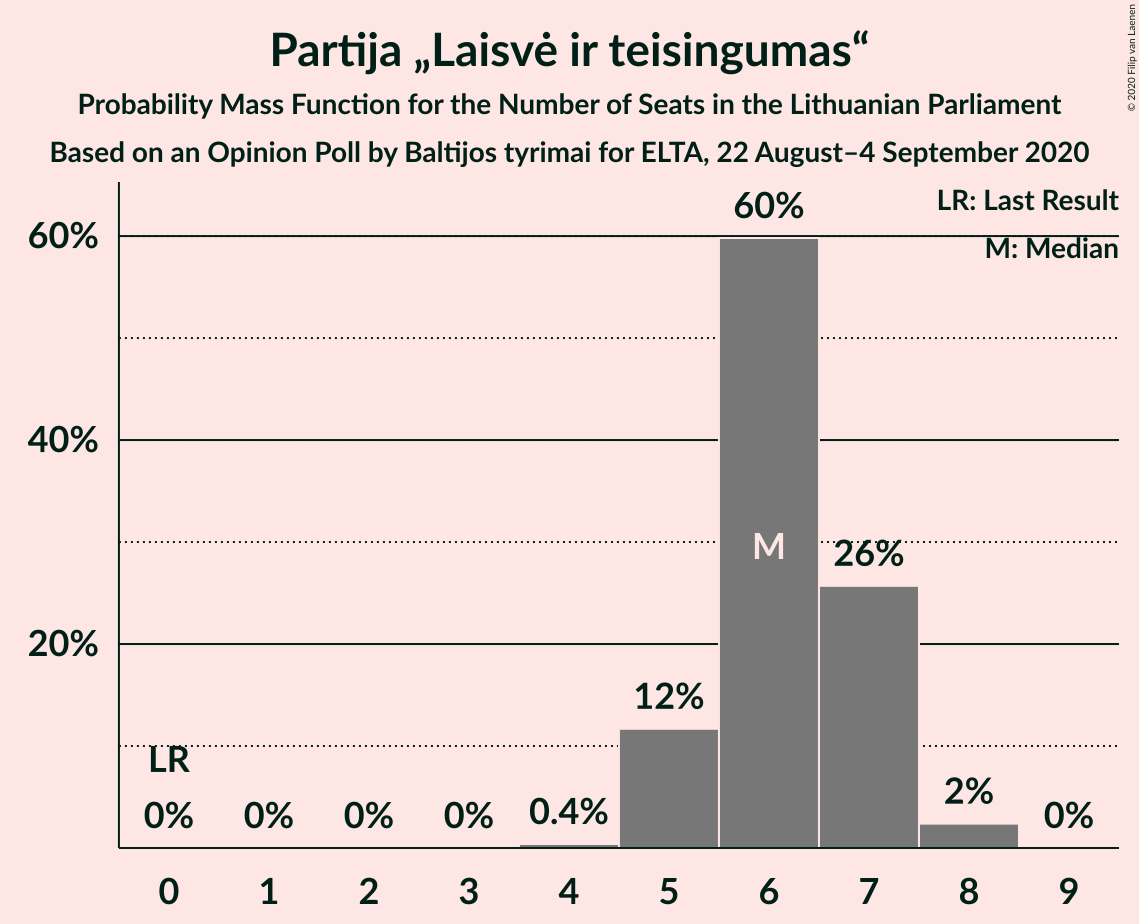 Partija „Laisvė ir teisingumas“
Probability Mass Function for the Number of Seats in the Lithuanian Parliament
Based on an Opinion Poll by Baltijos tyrimai for ELTA, 22 August–4 September 2020
© 2020 Filip van Laenen
LR: Last Result
M: Median
60%
40%
20%
LR
0%
0%
0%
0%
0.4%
12%
60%
M
26%
2%
0%
0 1 2 3 4 5 6 7 8 9